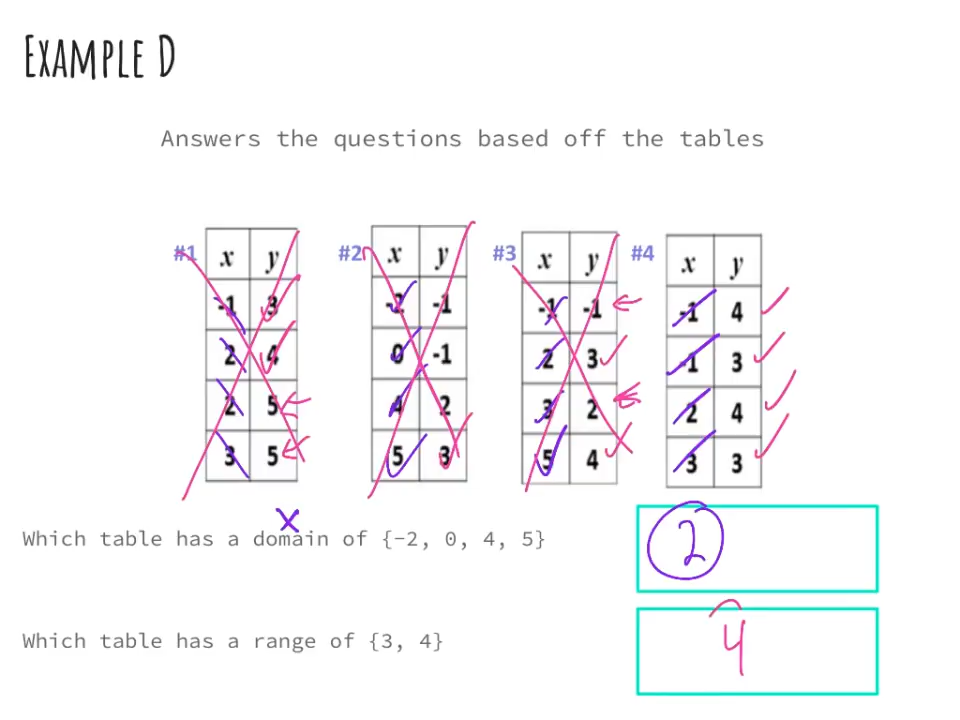 EXAMPLE D
Answers the questions based off the tables
#1 #2 #3 #4
x y x y x y x y
-1 3 -2 -1 -1 -1 -1 4
2 4 0 -1 2 3 -1 3
2 5 4 2 3 2 2 4
3 5 5 3 5 4 3 3
x
Which table has a domain of {-2, 0, 4, 5}
2
Which table has a range of {3, 4}
4